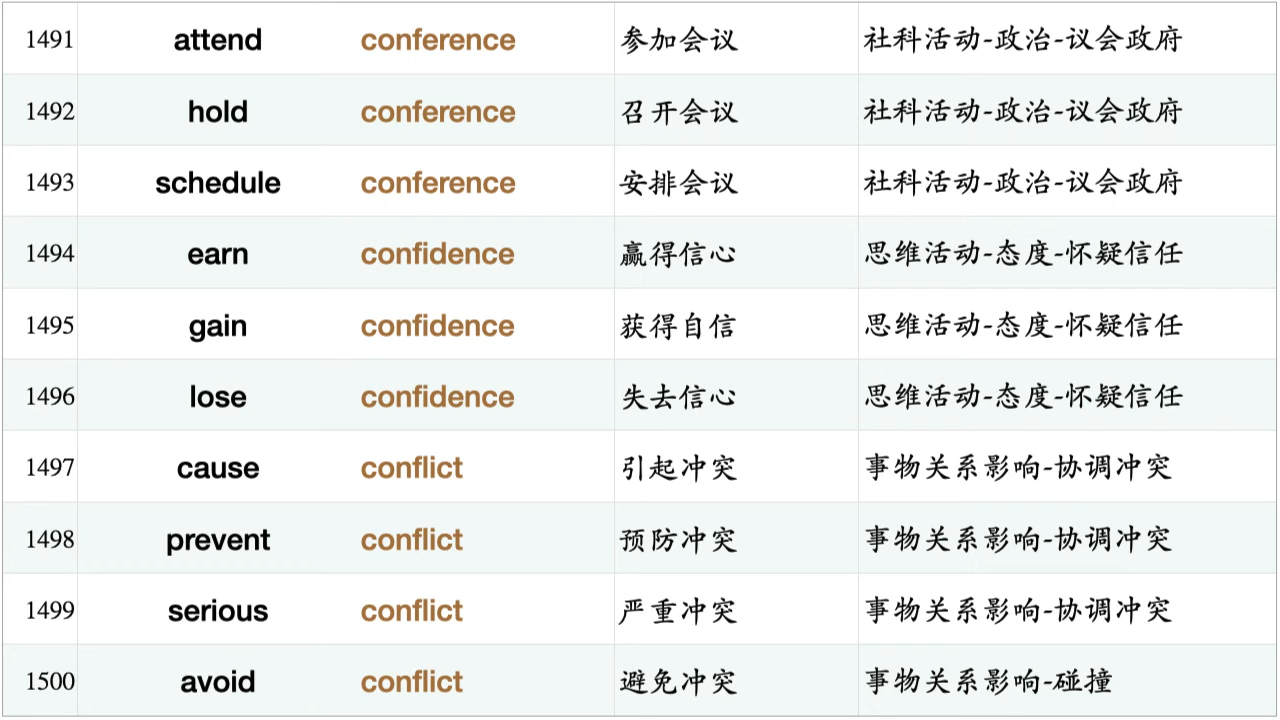 1491 attend conference 参加会议 社科活动-政治-议会政府
1492 hold conference 召开会议 社科活动-政治-议会政府
1493 schedule conference 安排会议 社科活动-政治-议会政府
1494 earn confidence 赢得信心 思维活动-态度-怀疑信任
1495 gain confidence 获得自信 思维活动-态度-怀疑信任
1496 lose confidence 失去信心 思维活动-态度-怀疑信任
1497 cause conflict 引起冲突 事物关系影响-协调冲突
1498 prevent conflict 预防冲突 事物关系影响-协调冲突
1499 serious conflict 严重冲突 事物关系影响-协调冲突
1500 avoid conflict 避免冲突 事物关系影响-碰撞